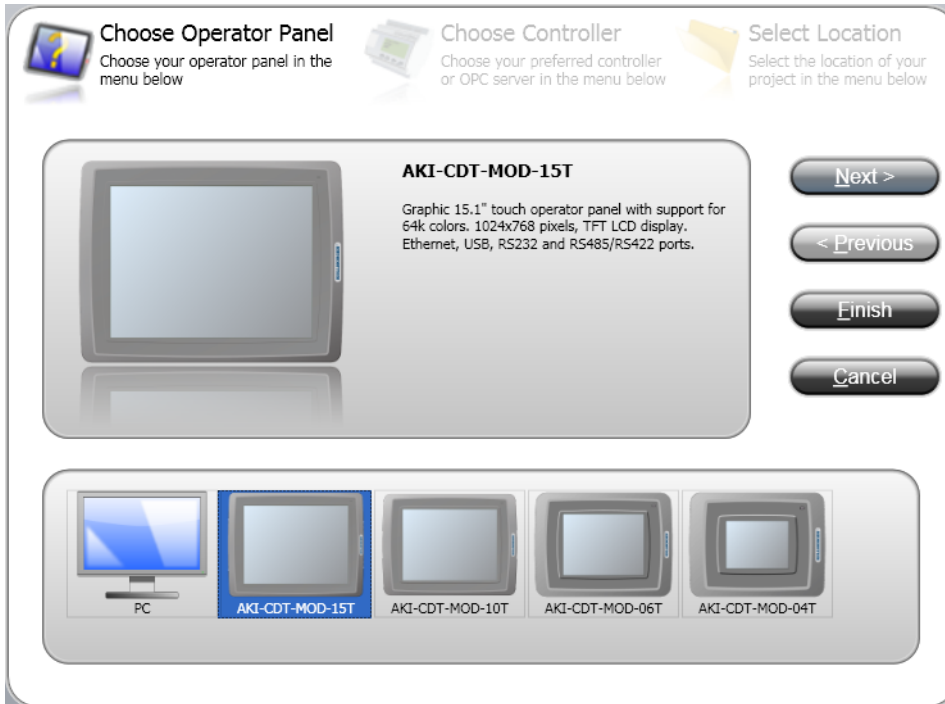 Choose Operator Panel
Choose your operator panel in the
menu below
Choose Controller
Choose your preferred controller
or OPC server in the menu below
Select Location
Select the location of your
project in the menu below
AKI-CDT-MOD-15T
Graphic 15.1" touch operator panel with support for
64k colors. 1024x768 pixels, TFT LCD display.
Ethernet, USB, RS232 and RS485/RS422 ports.
Next >
< Previous
Finish
Cancel
PC
AKI-CDT-MOD-15T
AKI-CDT-MOD-10T
AKI-CDT-MOD-06T
AKI-CDT-MOD-04T